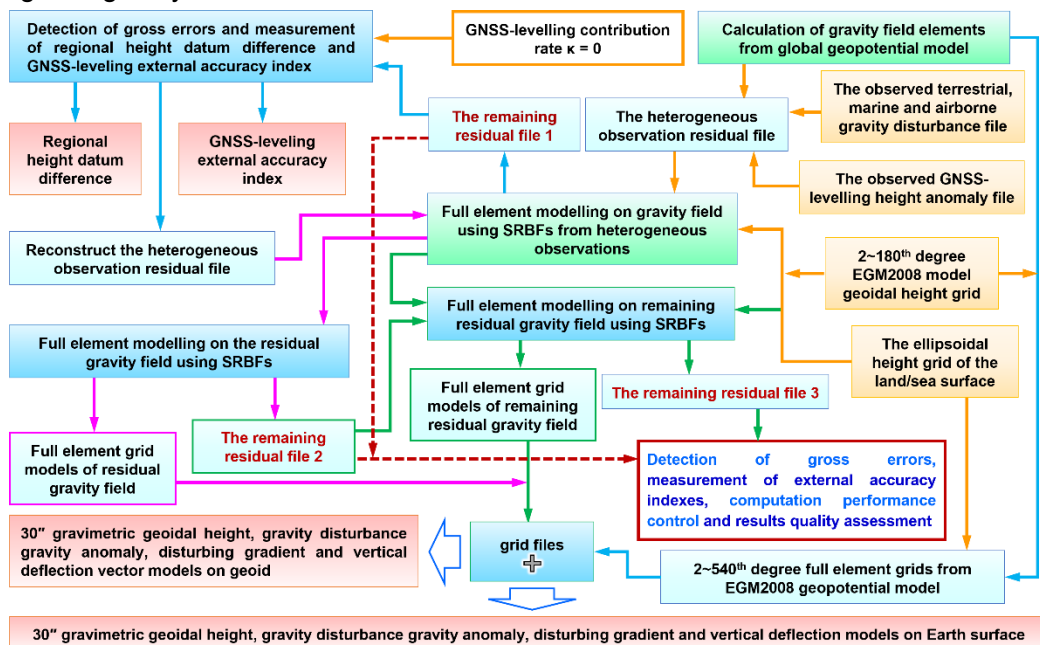 Detection of gross errors and measurement
of regional height datum difference and
GNSS-leveling external accuracy index
GNSS-levelling contribution
rate κ = 0
Calculation of gravity field elements
from global geopotential model
The observed terrestrial,
marine and airborne
gravity disturbance file
The remaining
residual file 1
The heterogeneous
observation residual file
Regional
height datum
difference
GNSS-leveling
external accuracy
index
The observed GNSS-
levelling height anomaly file
Reconstruct the heterogeneous
observation residual file
Full element modelling on gravity field
using SRBFs from heterogeneous
observations
2~180th degree
EGM2008 model
geoidal height grid
Full element modelling on the residual
gravity field using SRBFs
Full element modelling on remaining
residual gravity field using SRBFs
The ellipsoidal
height grid of the
land/sea surface
Full element grid
models of remaining
residual gravity field
The remaining residual file 3
Full element grid
models of residual
gravity field
The remaining
residual file 2
Detection of gross errors,
measurement of external accuracy
indexes, computation performance
control and results quality assessment
30″ gravimetric geoidal height, gravity disturbance
gravity anomaly, disturbing gradient and vertical
deflection vector models on geoid
grid files
+
2~540th degree full element grids from
EGM2008 geopotential model
30″ gravimetric geoidal height, gravity disturbance gravity anomaly, disturbing gradient and vertical deflection models on Earth surface